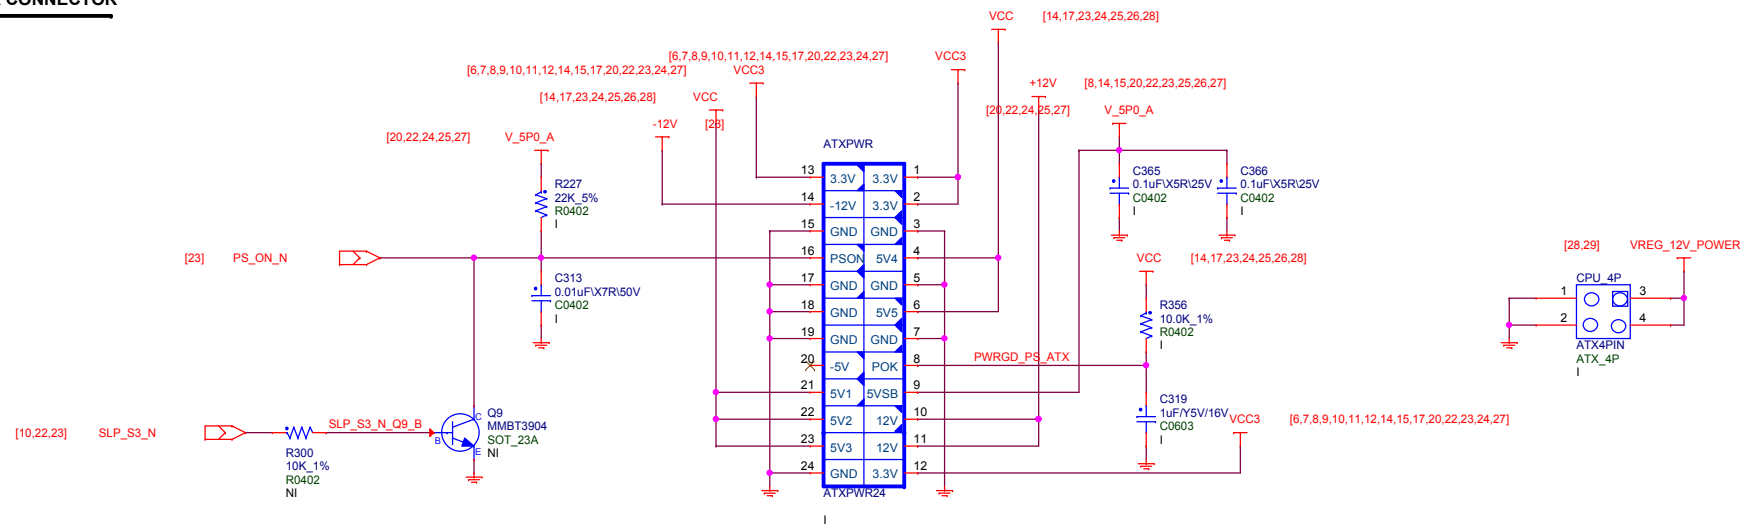 CONNECTOR
VCC [14,17,23,24,25,26,28]
[6,7,8,9,10,11,12,14,15,17,20,22,23,24,27]
VCC3
[6,7,8,9,10,11,12,14,15,17,20,22,23,24,27]
VCC3
+12V [8,14,15,20,22,23,25,26,27]
[14,17,23,24,25,26,28] VCC
[20,22,24,25,27] V_5P0_A
-12V [28]
[20,22,24,25,27] V_5P0_A
ATXPWR
13 3.3V 3.3V 1
14 -12V 3.3V 2
15 GND GND 3
16 PSON 5V4 4
17 GND GND 5
18 GND 5V5 6
19 GND GND 7
20 -5V POK 8
21 5V1 5VSB 9
22 5V2 12V 10
23 5V3 12V 11
24 GND 3.3V 12
ATXPWR24
I
R227
22K_5%
R0402
I
C365
0.1uF\X5R\25V
C0402
I
C366
0.1uF\X5R\25V
C0402
I
[23] PS_ON_N
C313
0.01uF\X7R\50V
C0402
I
VCC [14,17,23,24,25,26,28]
R356
10.0K_1%
R0402
I
PWRGD_PS_ATX
C319
1uF/Y5V/16V
C0603
I
VCC3 [6,7,8,9,10,11,12,14,15,17,20,22,23,24,27]
[28,29] VREG_12V_POWER
CPU_4P
1 3
2 4
ATX4PIN
ATX_4P
I
[10,22,23] SLP_S3_N
R300
10K_1%
R0402
NI
SLP_S3_N_Q9_B
B
C
E
Q9
MMBT3904
SOT_23A
NI